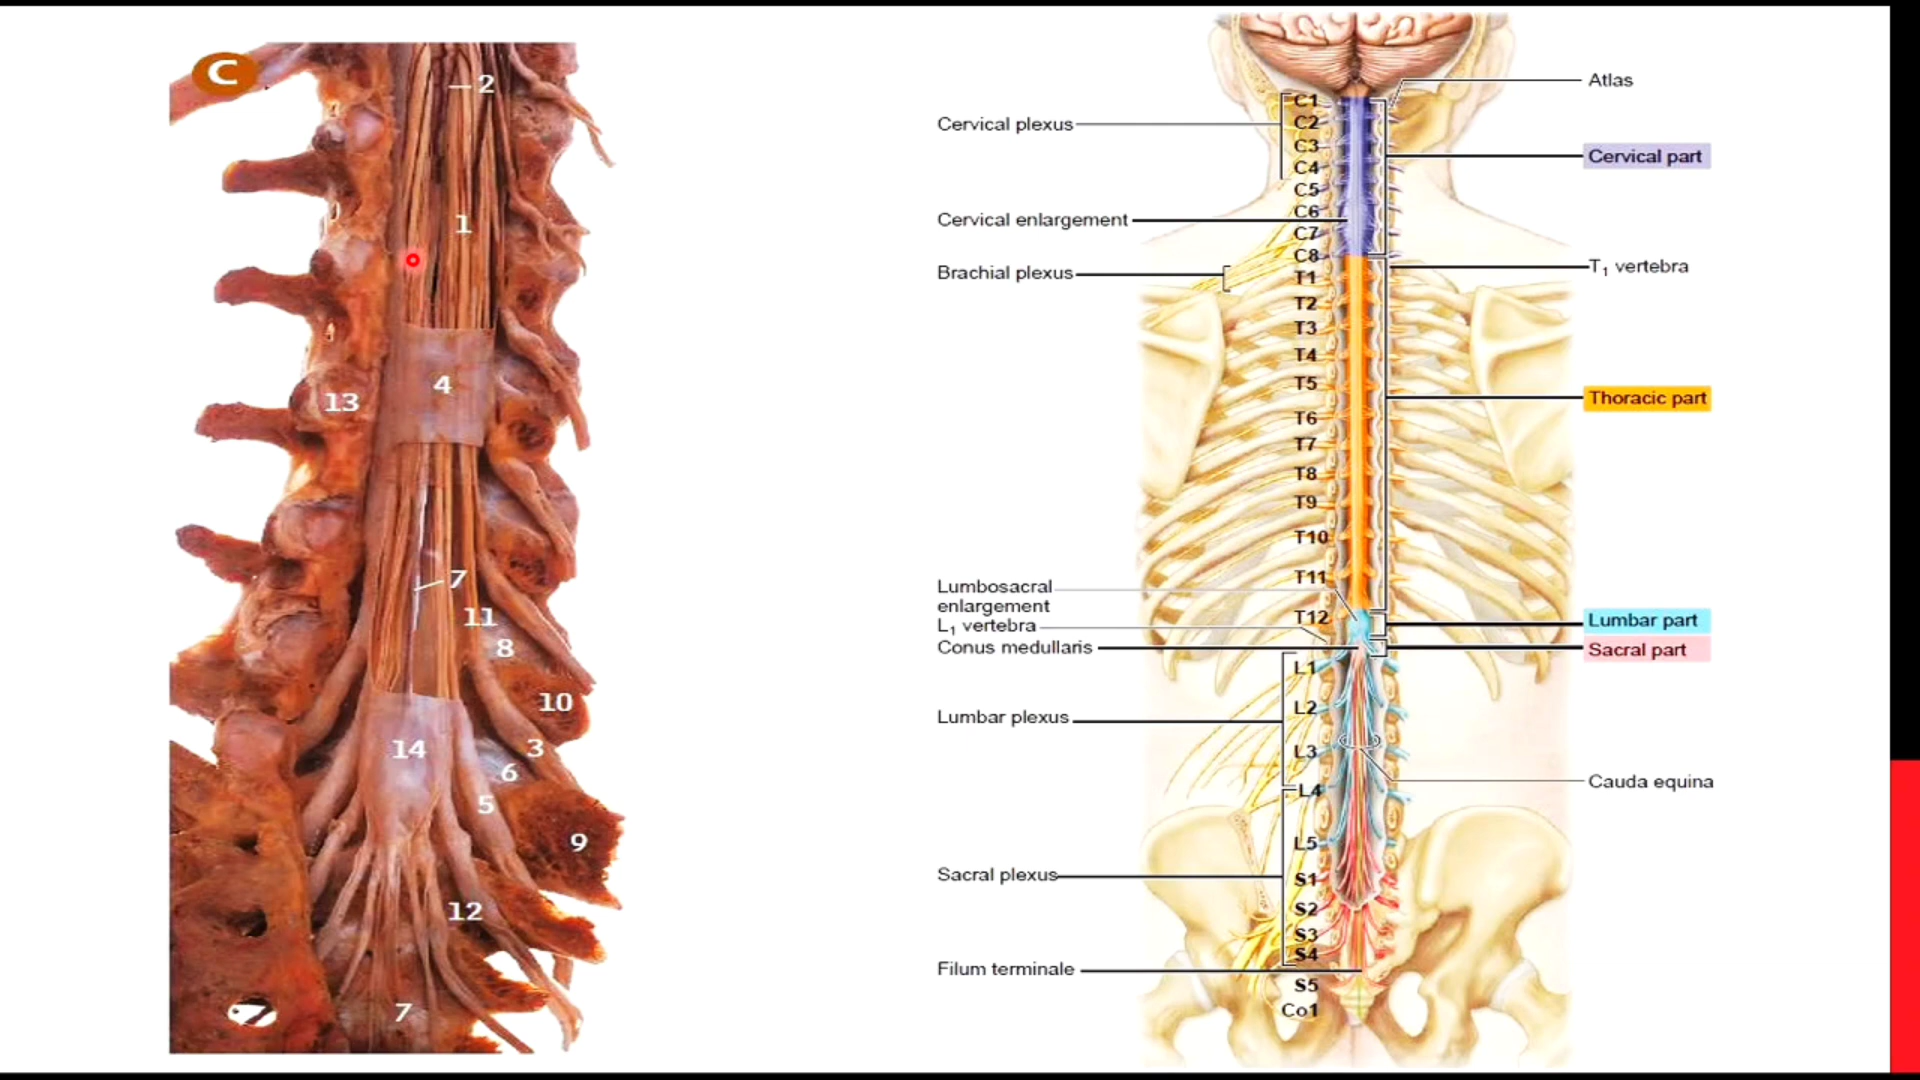 C
2
1
4
13
7
11
8
10
14
3
6
5
9
12
7
Atlas
C1
Cervical plexus
C2
C3
Cervical part
C4
C5
C6
Cervical enlargement
C7
C8
Brachial plexus
T1 vertebra
T1
T2
T3
T4
T5
Thoracic part
T6
T7
T8
T9
T10
T11
Lumbosacral
enlargement
T12
Lumbar part
L1 vertebra
Conus medullaris
Sacral part
L1
L2
Lumbar plexus
L3
Cauda equina
L4
L5
Sacral plexus
S1
S2
S3
S4
Filum terminale
S5
Co1